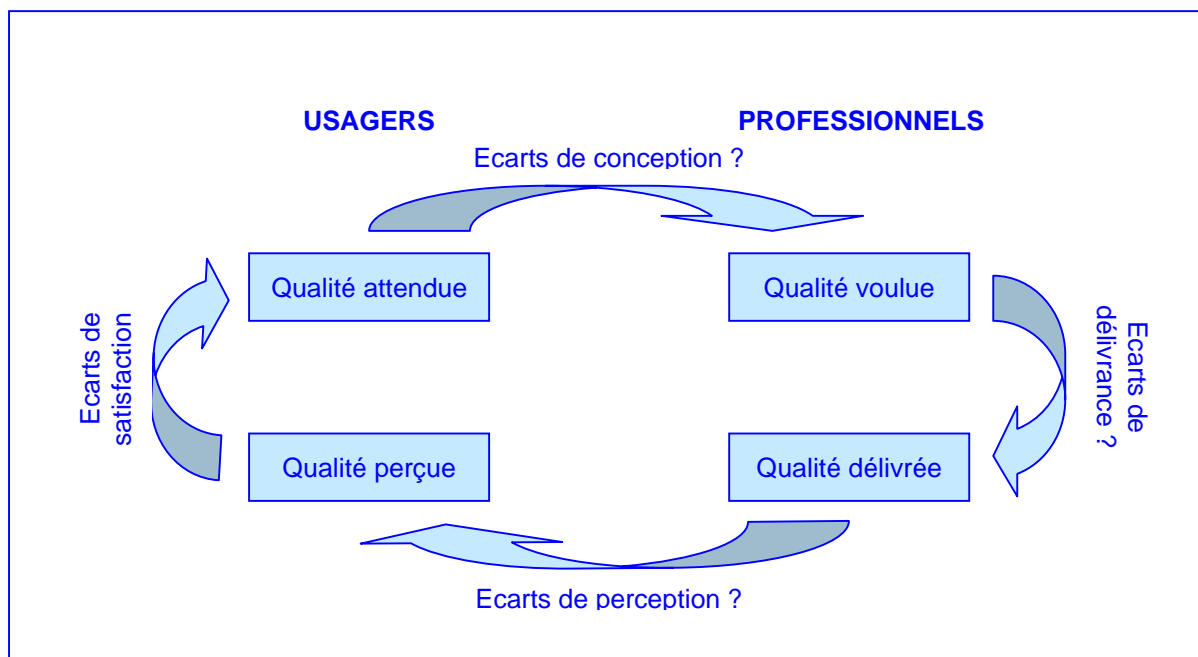 USAGERS
PROFESSIONNELS
Ecarts de conception ?
Qualité attendue
Qualité voulue
Ecarts de
satisfaction
Ecarts de
délivrance ?
Qualité perçue
Qualité délivrée
Ecarts de perception ?